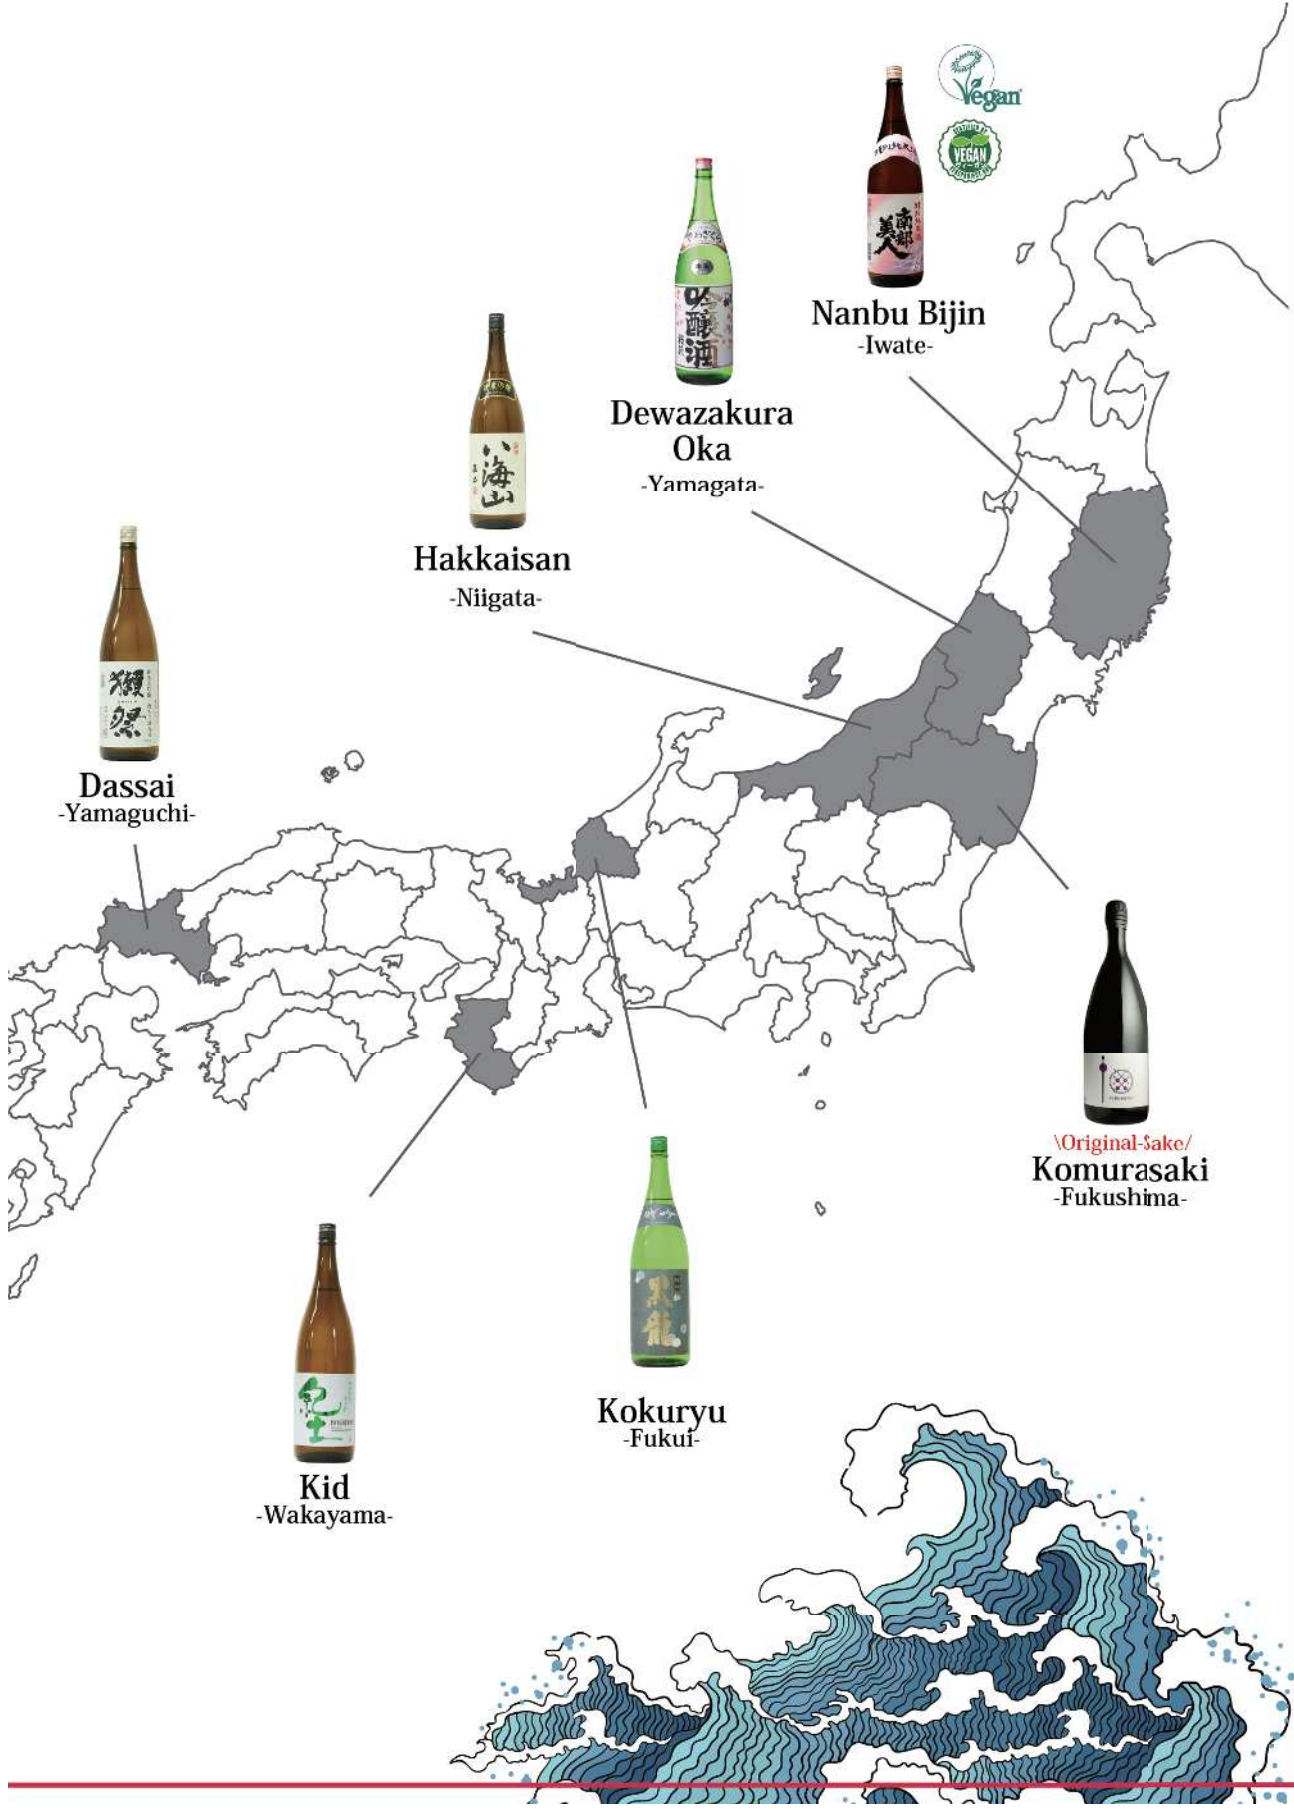 Vegan
VEGAN
南部
美人
Nanbu Bijin
-Iwate-
吟醸酒
Dewazakura
Oka
-Yamagata-
八海山
Hakkaisan
-Niigata-
獺祭
Dassai
-Yamaguchi-
\Original-Sake/
Komurasaki
-Fukushima-
黒龍
Kokuryu
-Fukui-
紀土
Kid
-Wakayama-